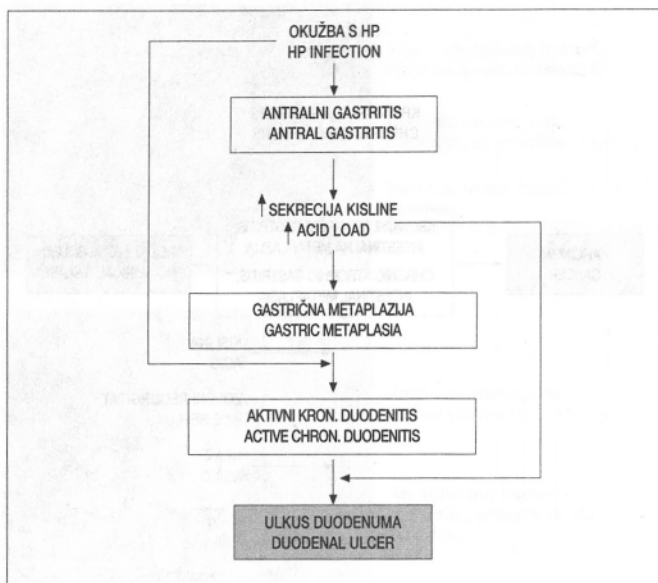 OKUŽBA S HP
HP INFECTION
ANTRALNI GASTRITIS
ANTRAL GASTRITIS
SEKRECIJA KISLINE
ACID LOAD
GASTRIČNA METAPLAZIJA
GASTRIC METAPLASIA
AKTIVNI KRON. DUODENITIS
ACTIVE CHRON. DUODENITIS
ULKUS DUODENUMA
DUODENAL ULCER